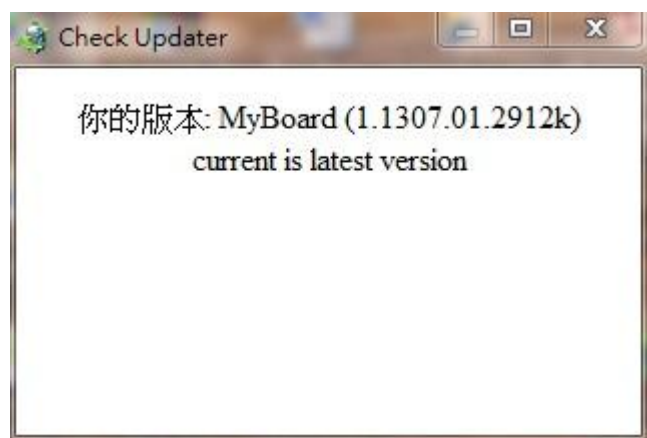 Check Updater
你的版本: MyBoard (1.1307.01.2912k)
current is latest version